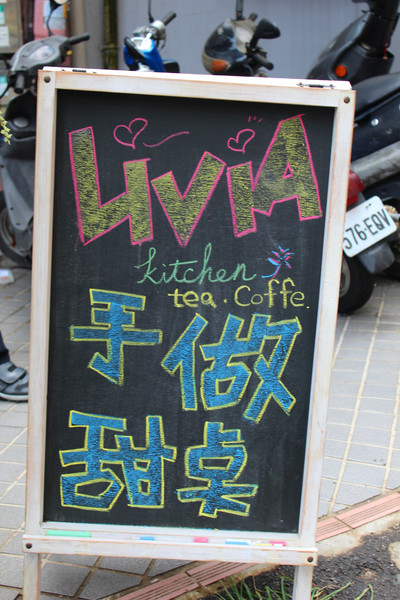 LIVIA
kitchen
tea . Coffe.
手做
甜桌
576-EQV